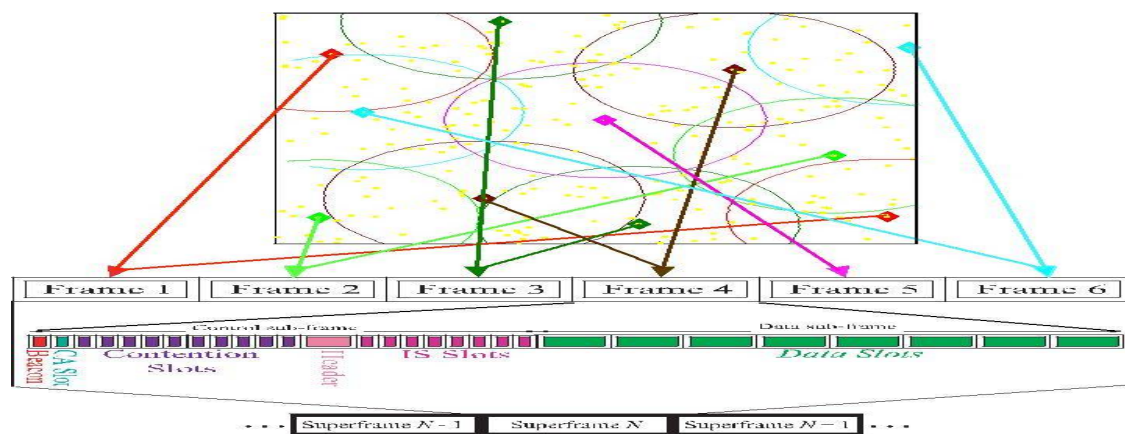 Frame 1 Frame 2 Frame 3 Frame 4 Frame 5 Frame 6
Control sub-frame Data sub-frame
Beacon CA Slot Contention Slots Header IS Slots Data Slots
... Superframe N - 1 Superframe N Superframe N − 1 ...